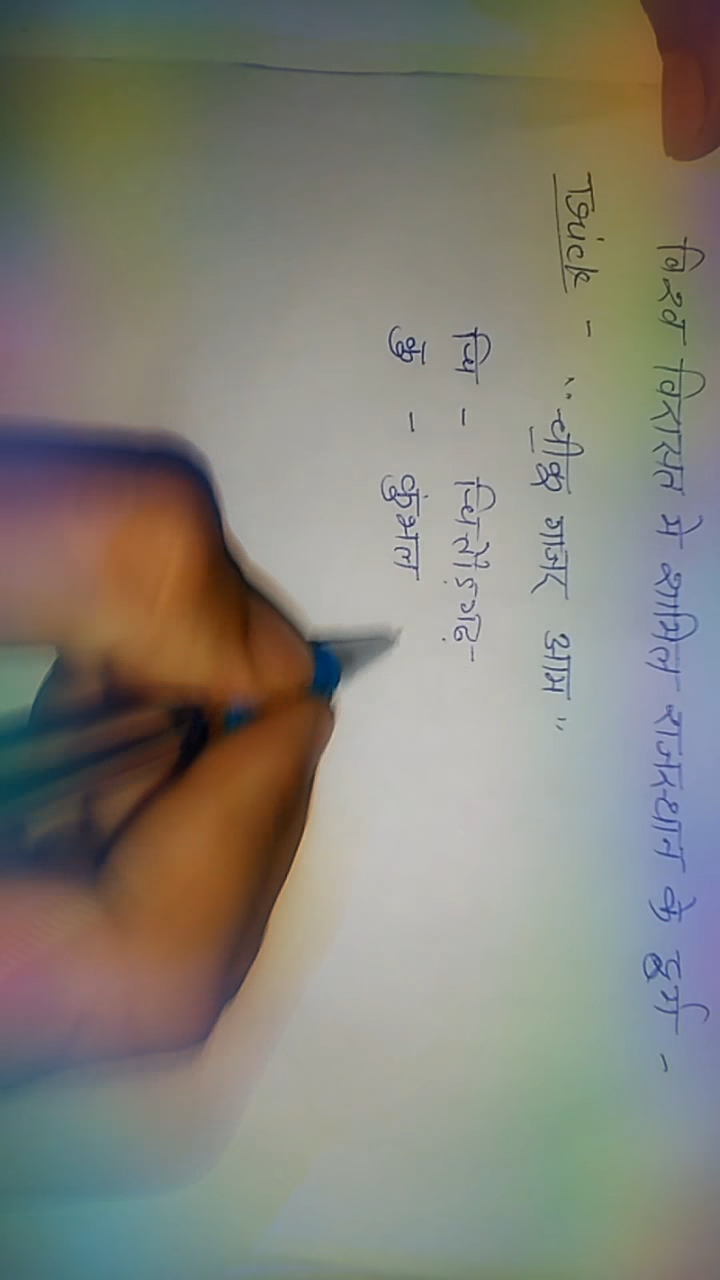 विश्व विरासत मे शामिल राजस्थान के दुर्ग -
Trick - "चीकू गाजर आम"
चि - चित्तौड़गढ़
कुं - कुंभल